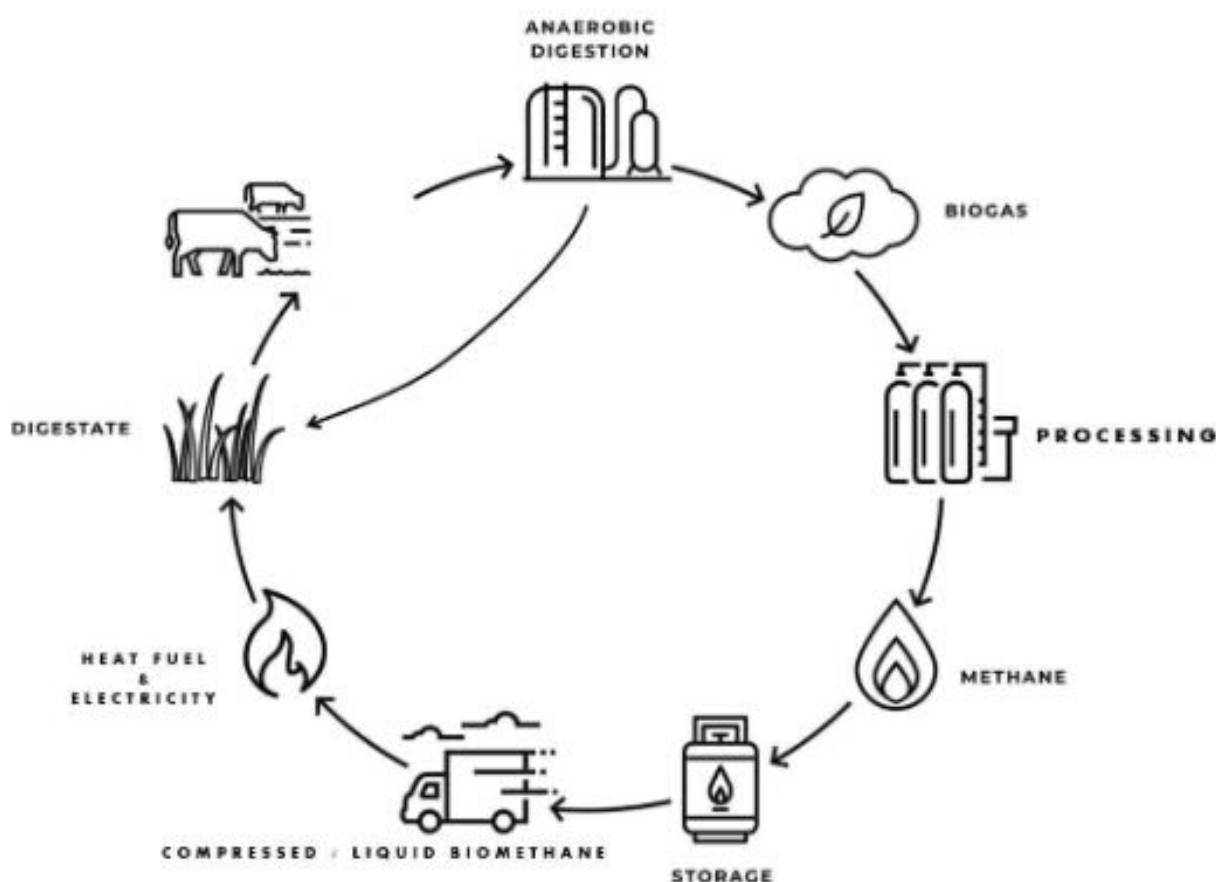 ANAEROBIC
DIGESTION
BIOGAS
DIGESTATE
PROCESSING
HEAT FUEL
&
ELECTRICITY
METHANE
COMPRESSED / LIQUID BIOMETHANE
STORAGE